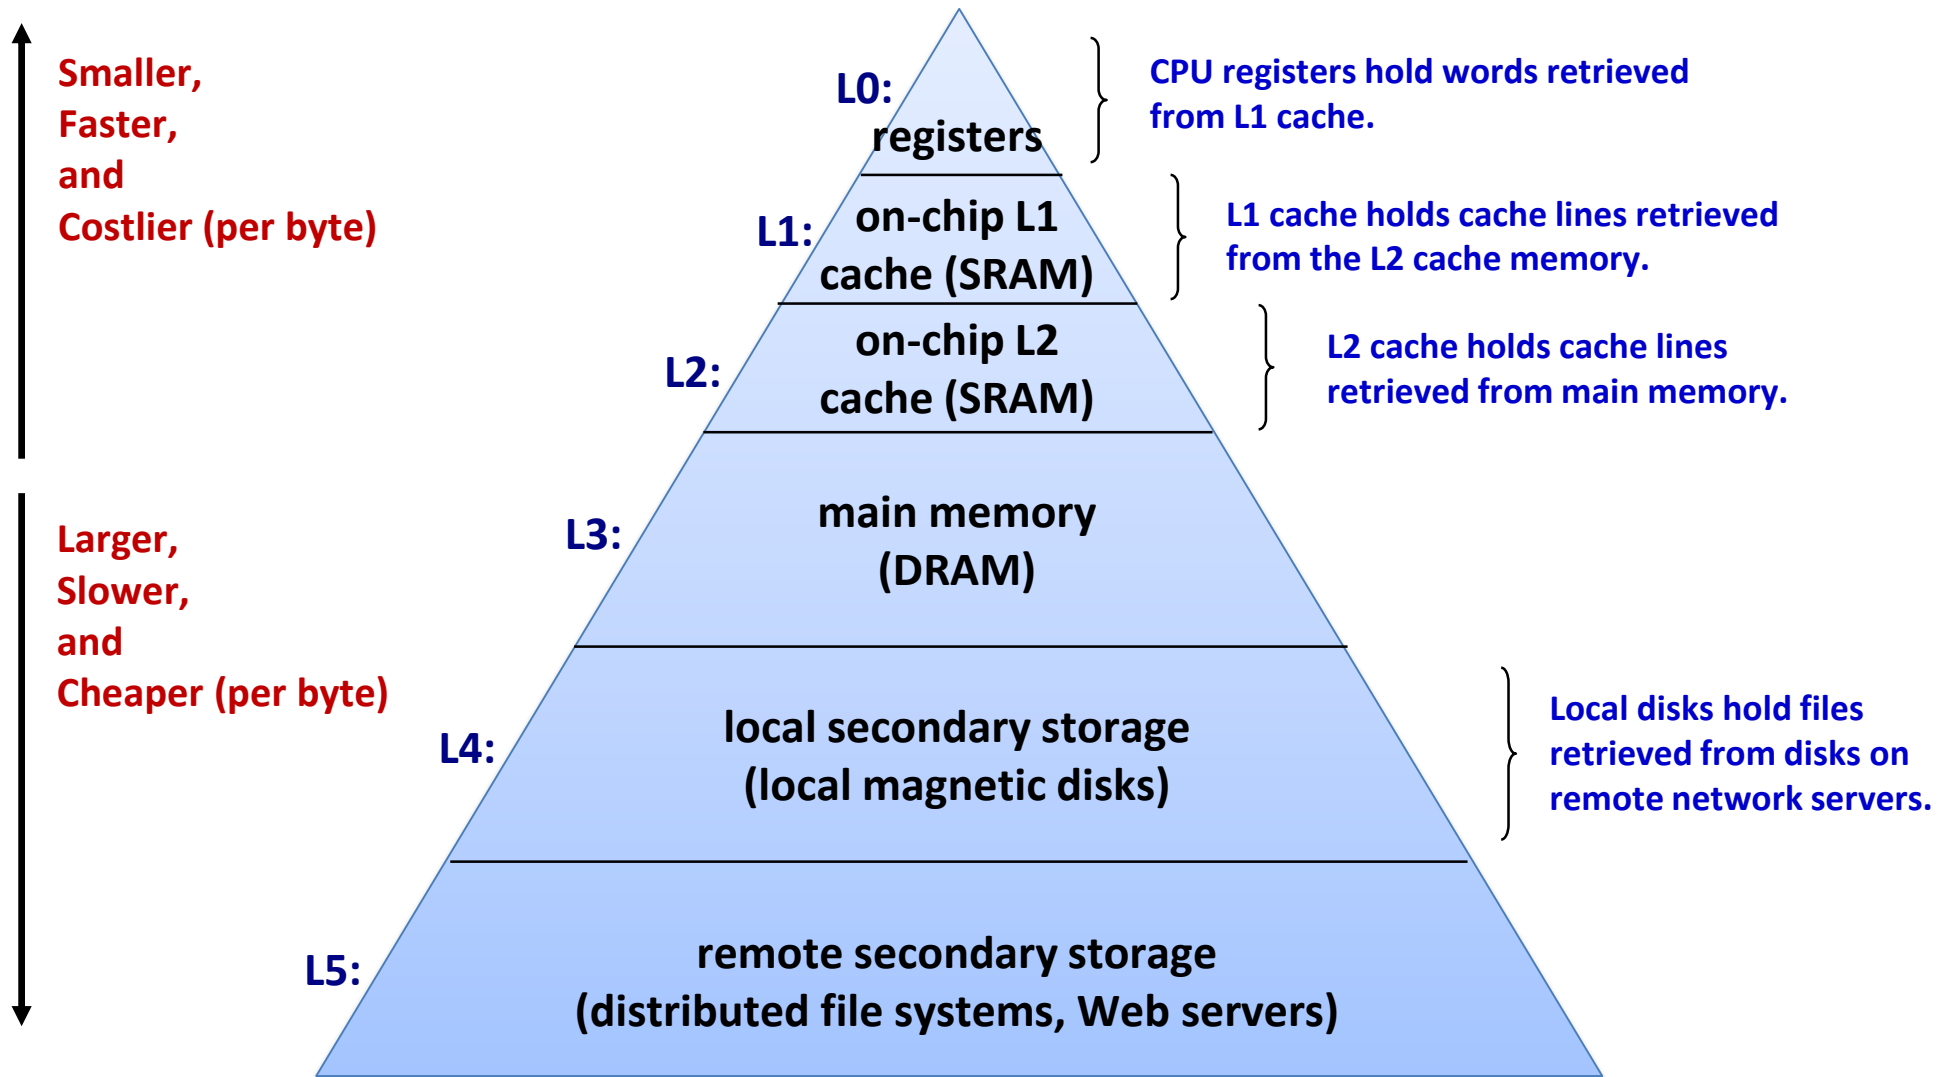 Smaller,
Faster,
and
Costlier (per byte)
Larger,
Slower,
and
Cheaper (per byte)
L0:
registers
CPU registers hold words retrieved
from L1 cache.
L1:
on-chip L1
cache (SRAM)
L1 cache holds cache lines retrieved
from the L2 cache memory.
L2:
on-chip L2
cache (SRAM)
L2 cache holds cache lines
retrieved from main memory.
L3:
main memory
(DRAM)
L4:
local secondary storage
(local magnetic disks)
Local disks hold files
retrieved from disks on
remote network servers.
L5:
remote secondary storage
(distributed file systems, Web servers)